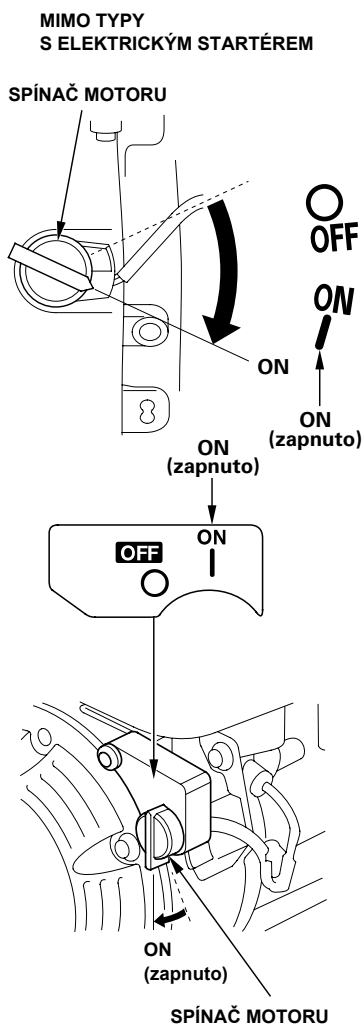 MIMO TYPY
S ELEKTRICKÝM STARTÉREM
SPÍNAČ MOTORU
OFF
ON
ON
ON
(zapnuto)
ON
(zapnuto)
ON
OFF
ON
(zapnuto)
SPÍNAČ MOTORU